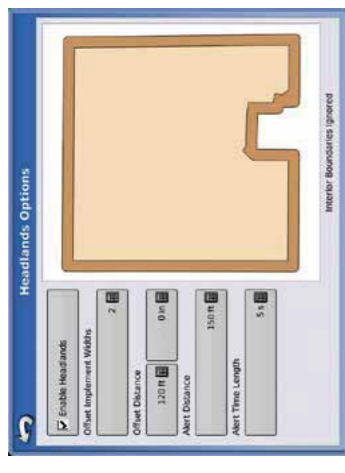 Headlands Options
Enable Headlands
Offset Implement Widths
2
Offset Distance
120 ft 0 in
Alert Distance
150 ft
Alert Time Length
5 s
Interior Boundaries Ignored